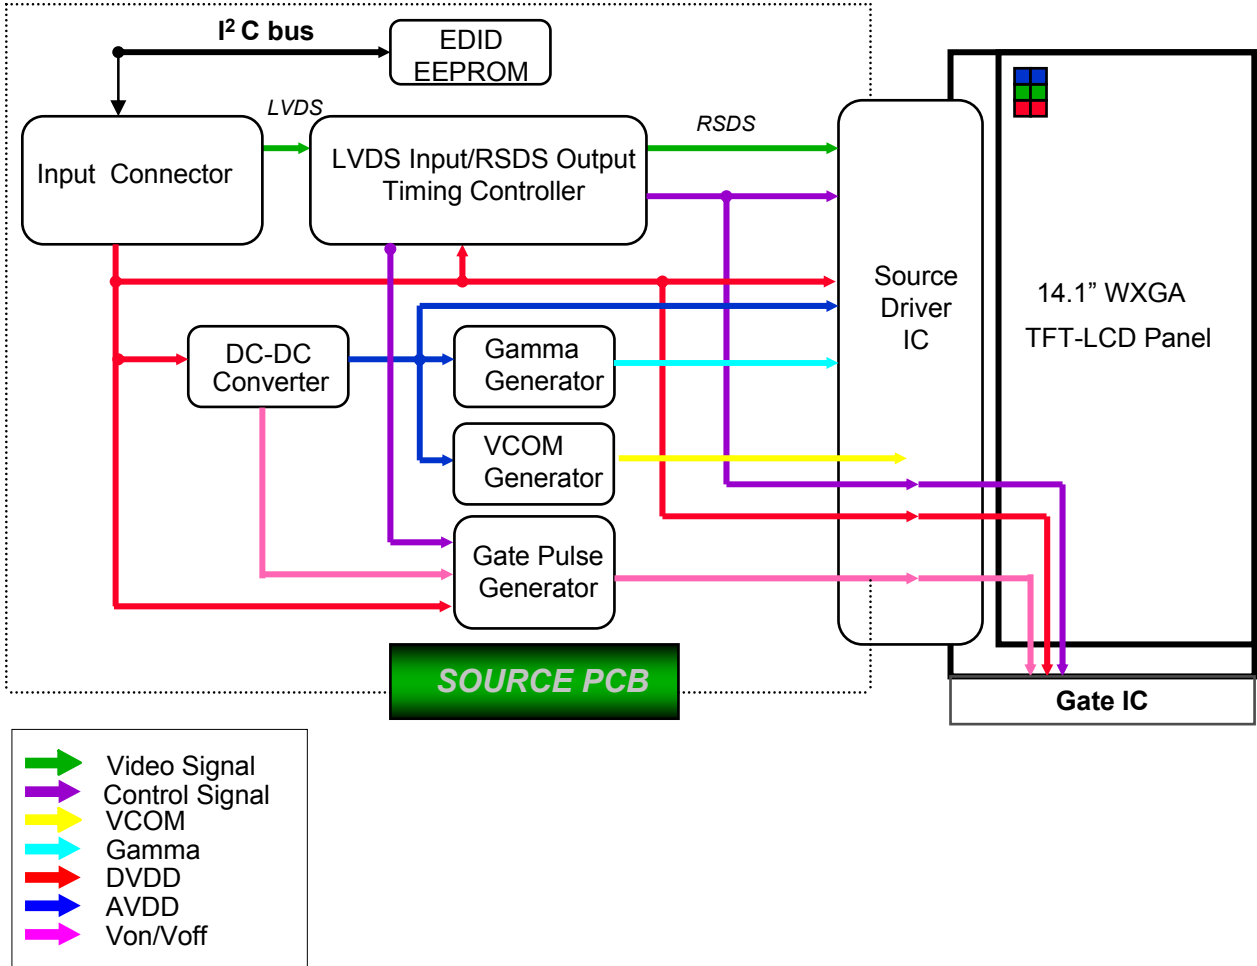 I² C bus
EDID
EEPROM
LVDS
RSDS
Input Connector
LVDS Input/RSDS Output
Timing Controller
Source
Driver
IC
14.1” WXGA
TFT-LCD Panel
DC-DC
Converter
Gamma
Generator
VCOM
Generator
Gate Pulse
Generator
SOURCE PCB
Gate IC
Video Signal
Control Signal
VCOM
Gamma
DVDD
AVDD
Von/Voff